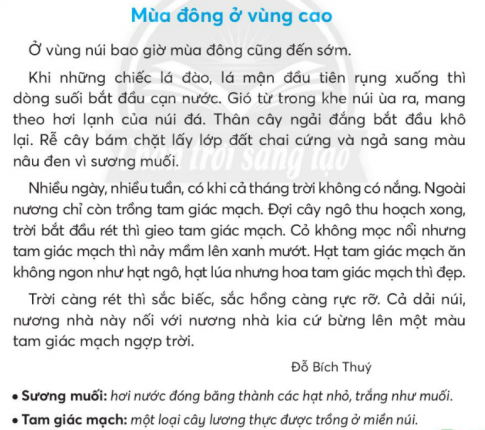 Mùa đông ở vùng cao
Ở vùng núi bao giờ mùa đông cũng đến sớm.
Khi những chiếc lá đào, lá mận đầu tiên rụng xuống thì
dòng suối bắt đầu cạn nước. Gió từ trong khe núi ùa ra, mang
theo hơi lạnh của núi đá. Thân cây ngải đắng bắt đầu khô
lại. Rễ cây bám chặt lấy lớp đất chai cứng và ngả sang màu
nâu đen vì sương muối.
Chân trời sáng tạo
Nhiều ngày, nhiều tuần, có khi cả tháng trời không có nắng. Ngoài
nương chỉ còn trồng tam giác mạch. Đợi cây ngô thu hoạch xong,
trời bắt đầu rét thì gieo tam giác mạch. Cỏ không mọc nổi nhưng
tam giác mạch thì nảy mầm lên xanh mướt. Hạt tam giác mạch ăn
không ngon như hạt ngô, hạt lúa nhưng hoa tam giác mạch thì đẹp.
Trời càng rét thì sắc biếc, sắc hồng càng rực rỡ. Cả dải núi,
nương nhà này nối với nương nhà kia cứ bừng lên một màu
tam giác mạch ngợp trời.
Đỗ Bích Thuý
• Sương muối: hơi nước đóng băng thành các hạt nhỏ, trắng như muối.
• Tam giác mạch: một loại cây lương thực được trồng ở miền núi.